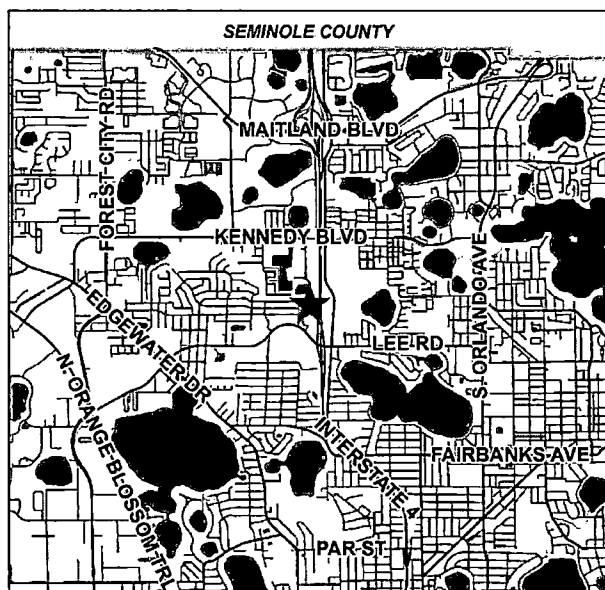 SEMINOLE COUNTY
FOREST CITY RD
MAITLAND BLVD
KENNEDY BLVD
S ORLANDO AVE
EDGEWATER DR
LEE RD
N ORANGE BLOSSOM TRL
INTERSTATE 4
FAIRBANKS AVE
PAR ST